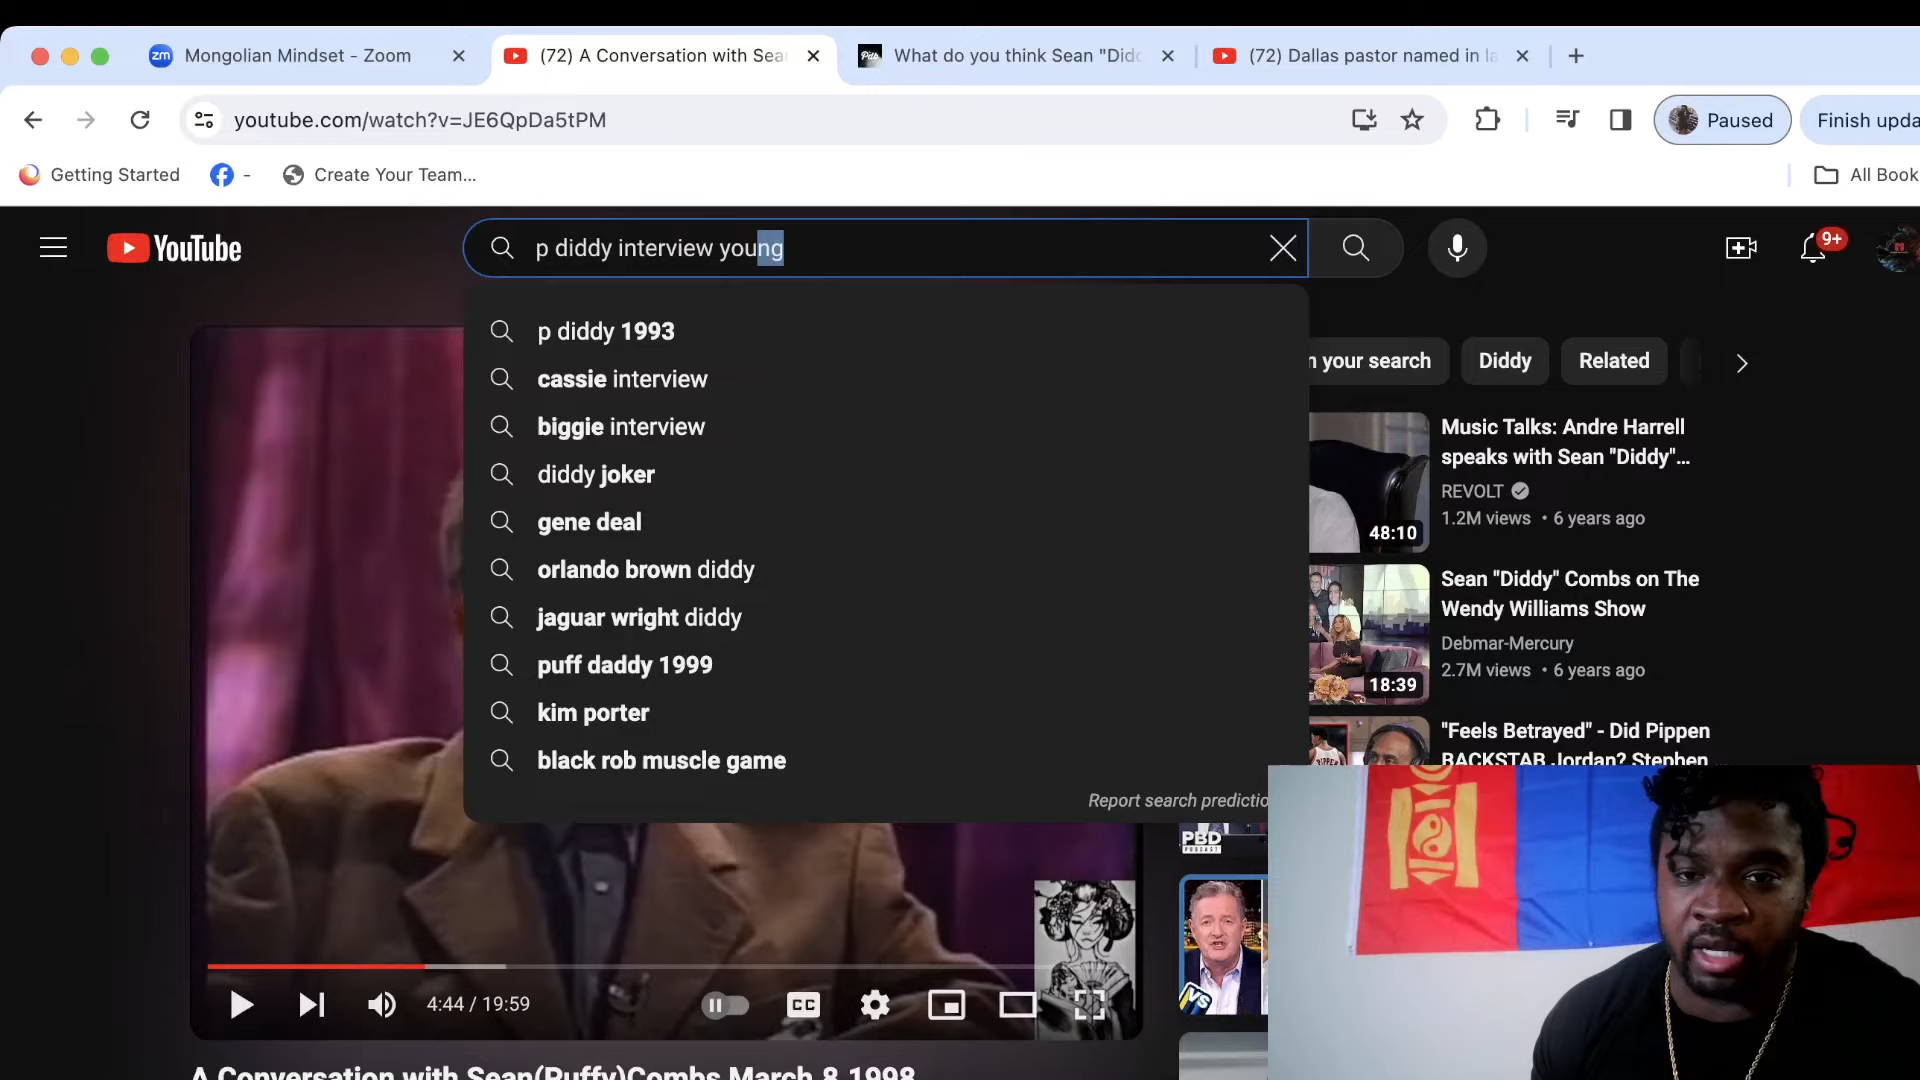 zm Mongolian Mindset - Zoom
(72) A Conversation with Sea
What do you think Sean "Didd
(72) Dallas pastor named in la
youtube.com/watch?v=JE6QpDa5tPM
Paused
Finish upda
Getting Started
-
Create Your Team...
All Book
YouTube
p diddy interview young
9+
p diddy 1993
cassie interview
biggie interview
diddy joker
gene deal
orlando brown diddy
jaguar wright diddy
puff daddy 1999
kim porter
black rob muscle game
Report search predictio
n your search
Diddy
Related
Music Talks: Andre Harrell
speaks with Sean "Diddy"...
REVOLT
1.2M views • 6 years ago
48:10
Sean "Diddy" Combs on The
Wendy Williams Show
Debmar-Mercury
2.7M views • 6 years ago
18:39
"Feels Betrayed" - Did Pippen
BACKSTAB Jordan? Stephen
PBD
PODCAST
VS
4:44 / 19:59
CC
A Conversation with Sean(Puffy)Combs March 8,1998